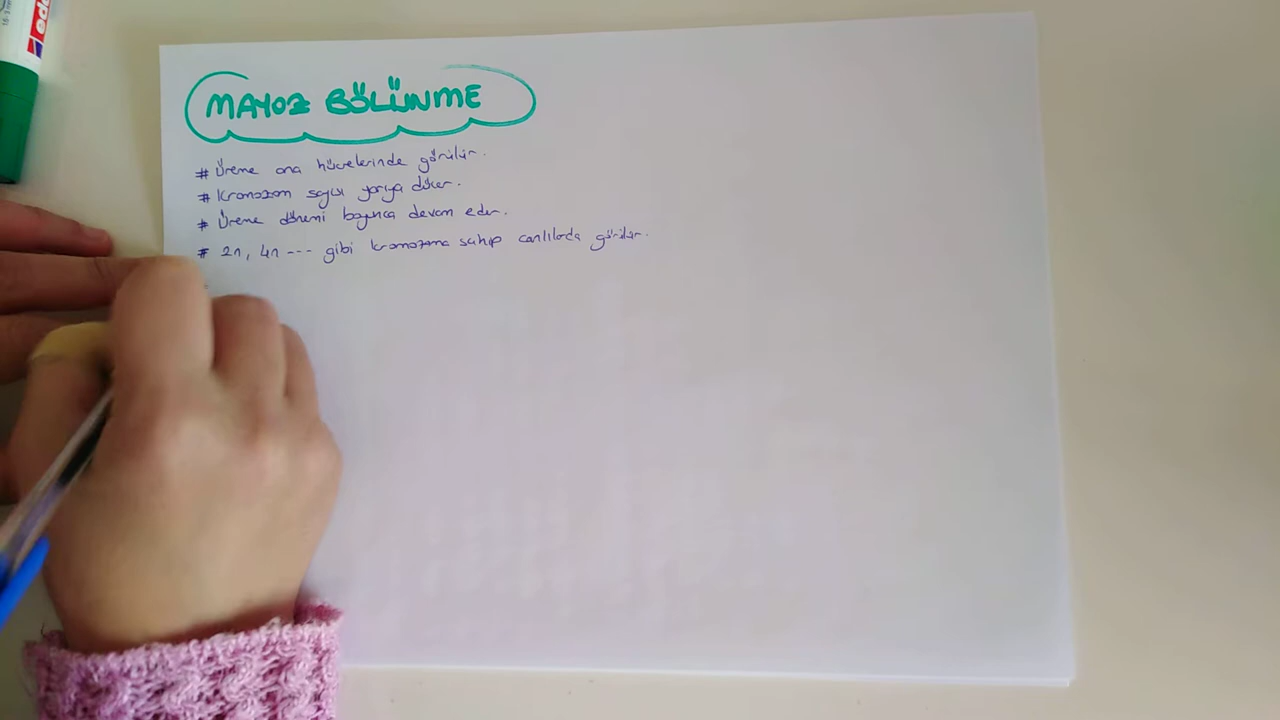 MAYOZ BÖLÜNME
# Üreme ana hücrelerinde görülür.
# Kromozom sayısı yarıya düşer.
# Üreme dönemi boyunca devam eder.
# 2n, 4n --- gibi kromozoma sahip canlılarda görülür.